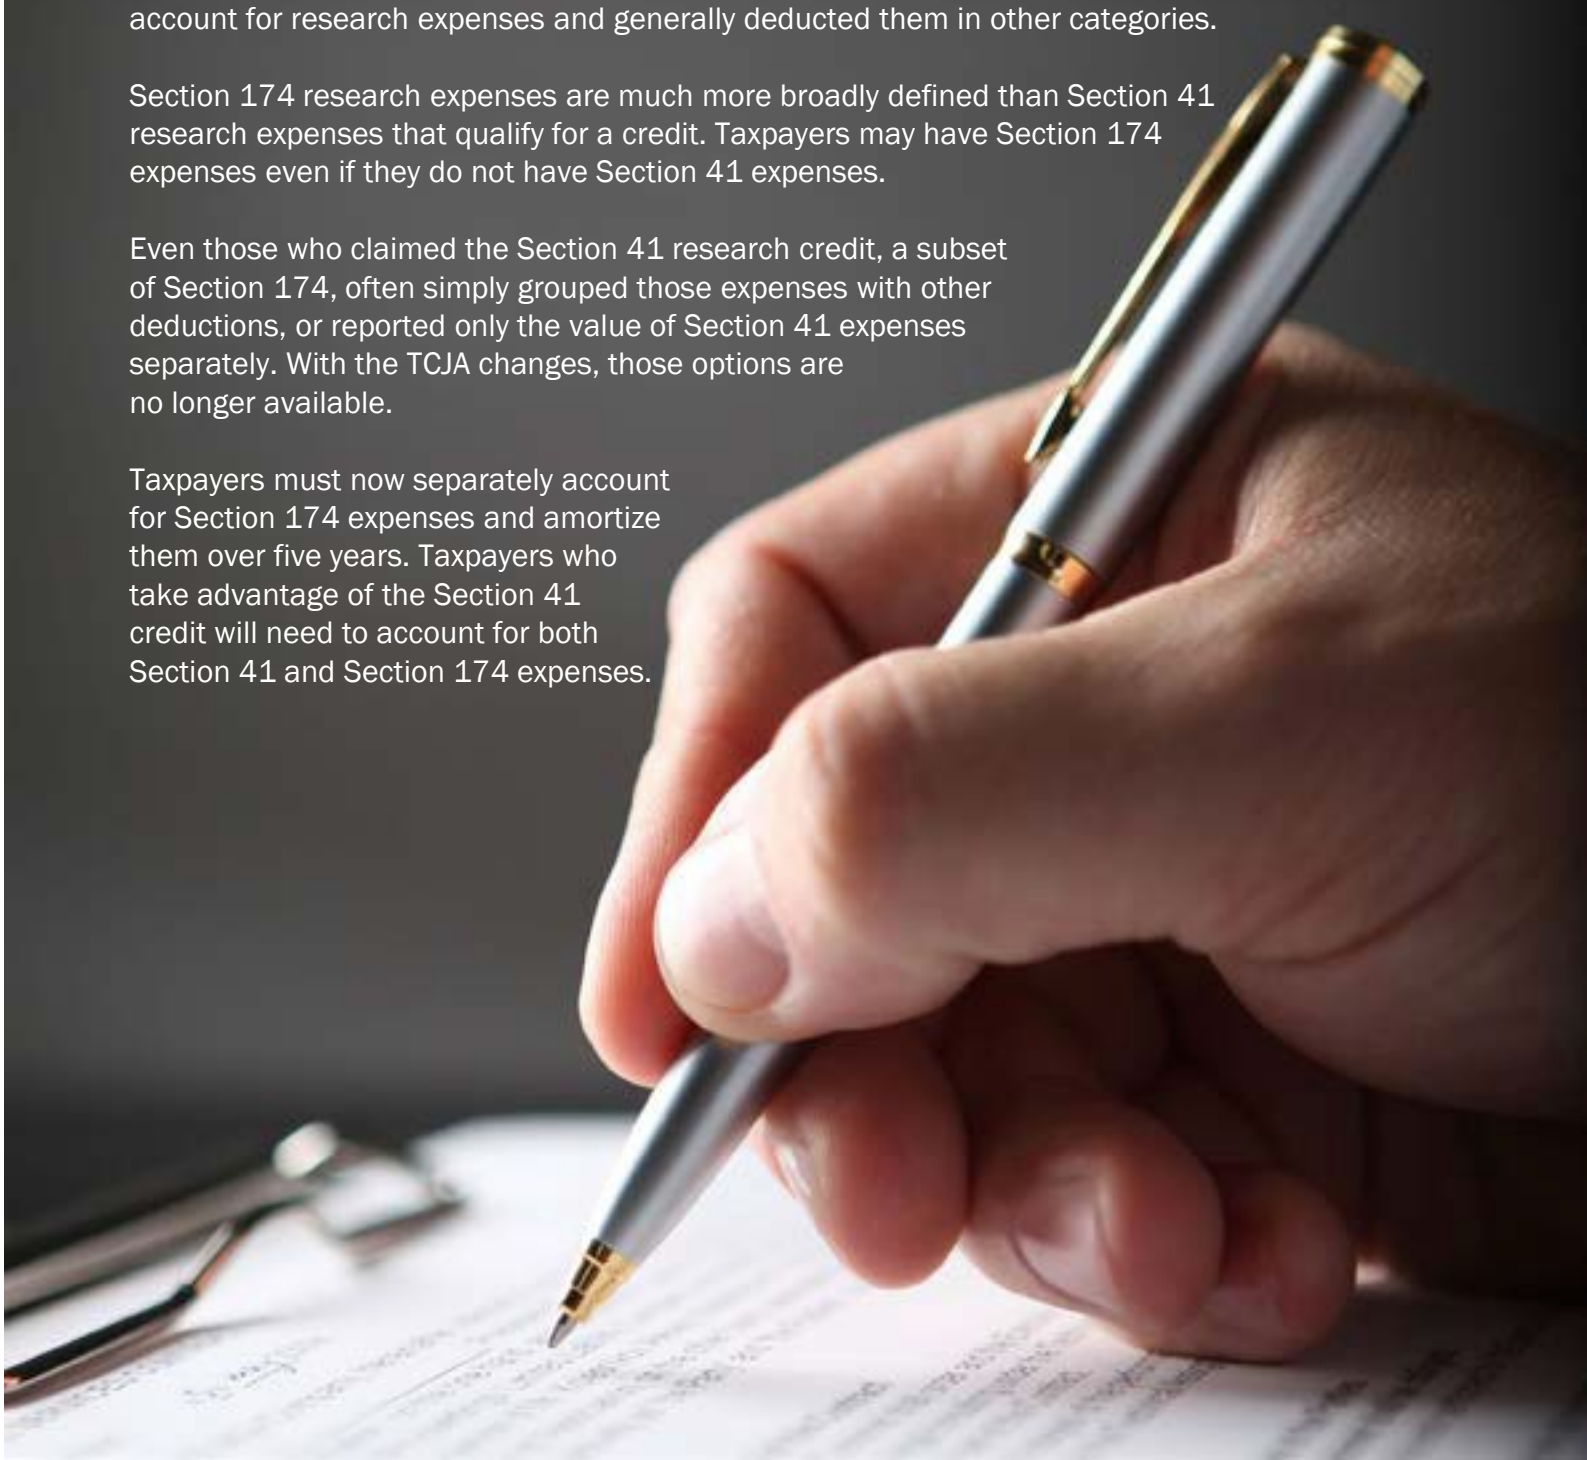 account for research expenses and generally deducted them in other categories.
Section 174 research expenses are much more broadly defined than Section 41
research expenses that qualify for a credit. Taxpayers may have Section 174
expenses even if they do not have Section 41 expenses.
Even those who claimed the Section 41 research credit, a subset
of Section 174, often simply grouped those expenses with other
deductions, or reported only the value of Section 41 expenses
separately. With the TCJA changes, those options are
no longer available.
Taxpayers must now separately account
for Section 174 expenses and amortize
them over five years. Taxpayers who
take advantage of the Section 41
credit will need to account for both
Section 41 and Section 174 expenses.